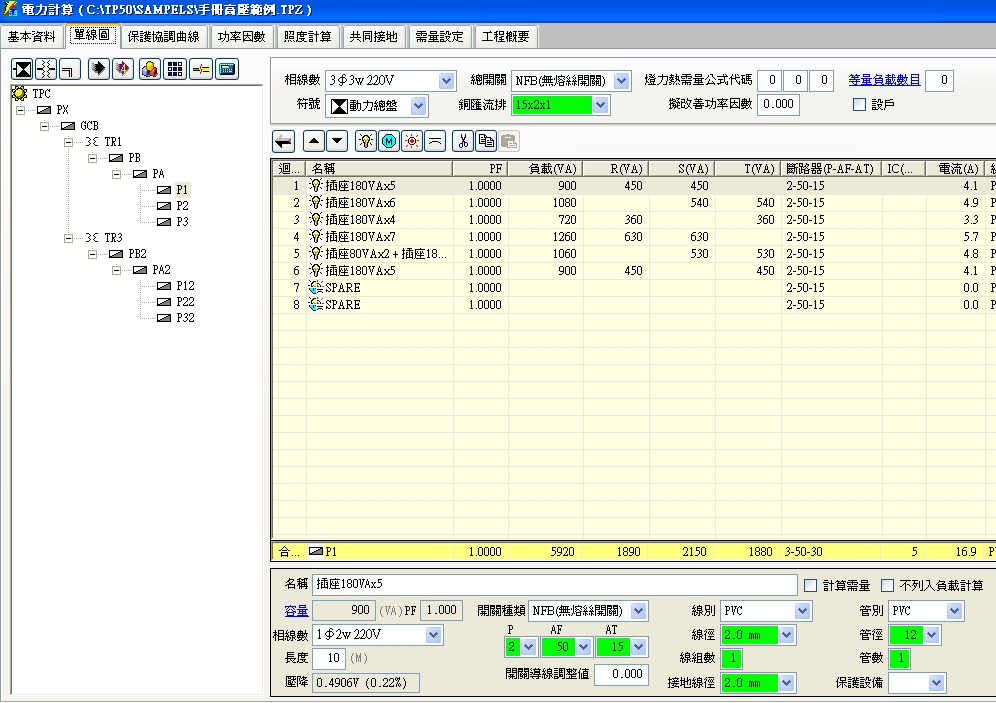 電力計算 ( C:\TP50\SAMPELS\手冊高壓範例.TPZ )
基本資料 單線圖 保護協調曲線 功率因數 照度計算 共同接地 需量設定 工程概要
TPC
PX
GCB
TR1
PB
PA
P1
P2
P3
TR3
PB2
PA2
P12
P22
P32
相線數 3ϕ3w 220V 總開關 NFB(無熔絲開關) 燈力熱需量公式代碼 0 0 0 等量負載數目 0
符號 動力總盤 銅匯流排 15x2x1 擬改善功率因數 0.000 設戶
迴... 名稱 PF 負載(VA) R(VA) S(VA) T(VA) 斷路器(P-AF-AT) IC(... 電流(A)
1 插座180VAx5 1.0000 900 450 450 2-50-15 4.1 P
2 插座180VAx6 1.0000 1080 540 540 2-50-15 4.9 P
3 插座180VAx4 1.0000 720 360 360 2-50-15 3.3 P
4 插座180VAx7 1.0000 1260 630 630 2-50-15 5.7 P
5 插座80VAx2+插座18... 1.0000 1060 530 530 2-50-15 4.8 P
6 插座180VAx5 1.0000 900 450 450 2-50-15 4.1 P
7 SPARE 1.0000 2-50-15 0.0 P
8 SPARE 1.0000 2-50-15 0.0 P
合... P1 1.0000 5920 1890 2150 1880 3-50-30 5 16.9 P
名稱 插座180VAx5 計算需量 不列入負載計算
容量 900 (VA) PF 1.000 開關種類 NFB(無熔絲開關) 線別 PVC 管別 PVC
相線數 1ϕ2w 220V P AF AT 線徑 2.0 mm 管徑 12
2 50 15
長度 10 (M) 線組數 1 管數 1
壓降 0.4906V (0.22%) 開關導線調整值 0.000 接地線徑 2.0 mm 保護設備